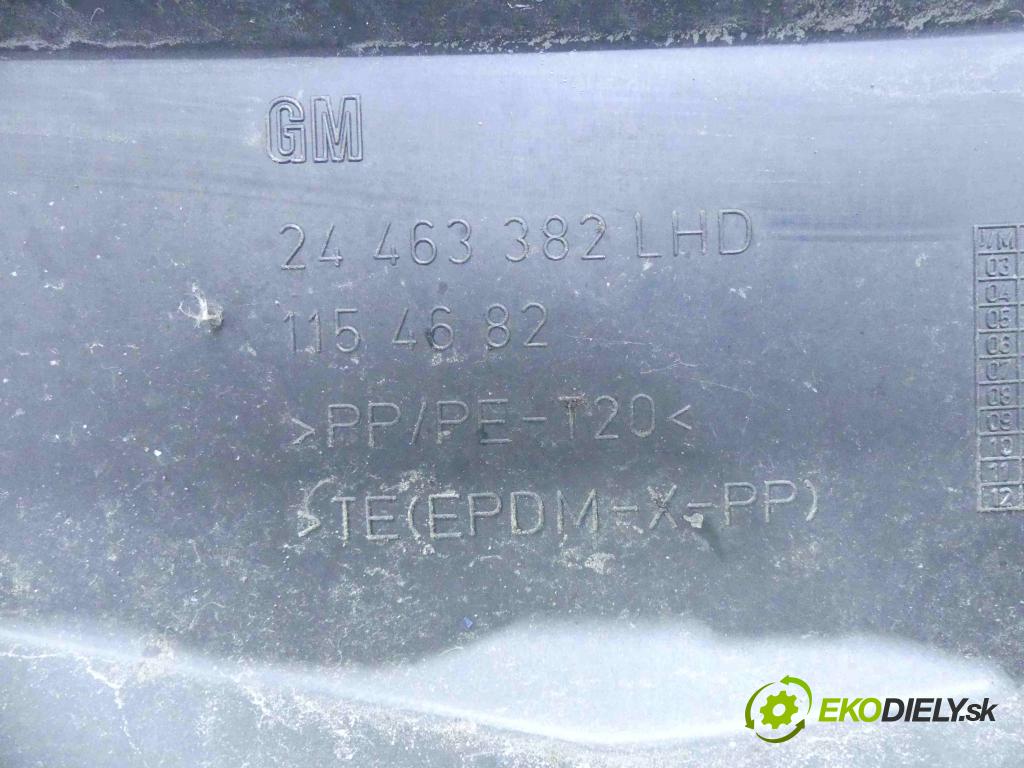 GM
24 463 382 LHD
115 46 82
>PP/PE-T20<
>TE(EPDM-X-PP)
03
04
05
06
07
08
09
10
11
12
EKODIELY.sk